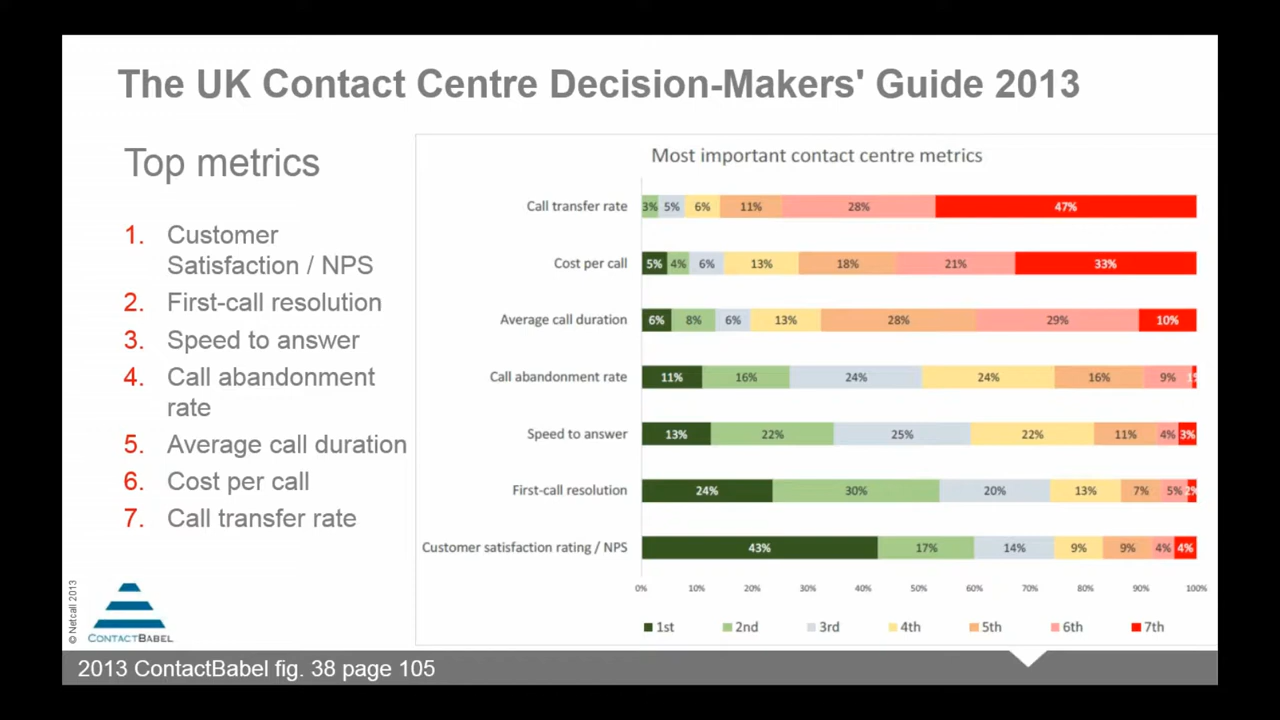 The UK Contact Centre Decision-Makers' Guide 2013
Top metrics
1. Customer
Satisfaction / NPS
2. First-call resolution
3. Speed to answer
4. Call abandonment
rate
5. Average call duration
6. Cost per call
7. Call transfer rate
Most important contact centre metrics
Call transfer rate 3% 5% 6% 11% 28% 47%
Cost per call 5% 4% 6% 13% 18% 21% 33%
Average call duration 6% 8% 6% 13% 28% 29% 10%
Call abandonment rate 11% 16% 24% 24% 16% 9% 1%
Speed to answer 13% 22% 25% 22% 11% 4% 3%
First-call resolution 24% 30% 20% 13% 7% 5% 2%
Customer satisfaction rating / NPS 43% 17% 14% 9% 9% 4% 4%
0% 10% 20% 30% 40% 50% 60% 70% 80% 90% 100%
1st 2nd 3rd 4th 5th 6th 7th
© Netcall 2013
CONTACTBABEL
2013 ContactBabel fig. 38 page 105